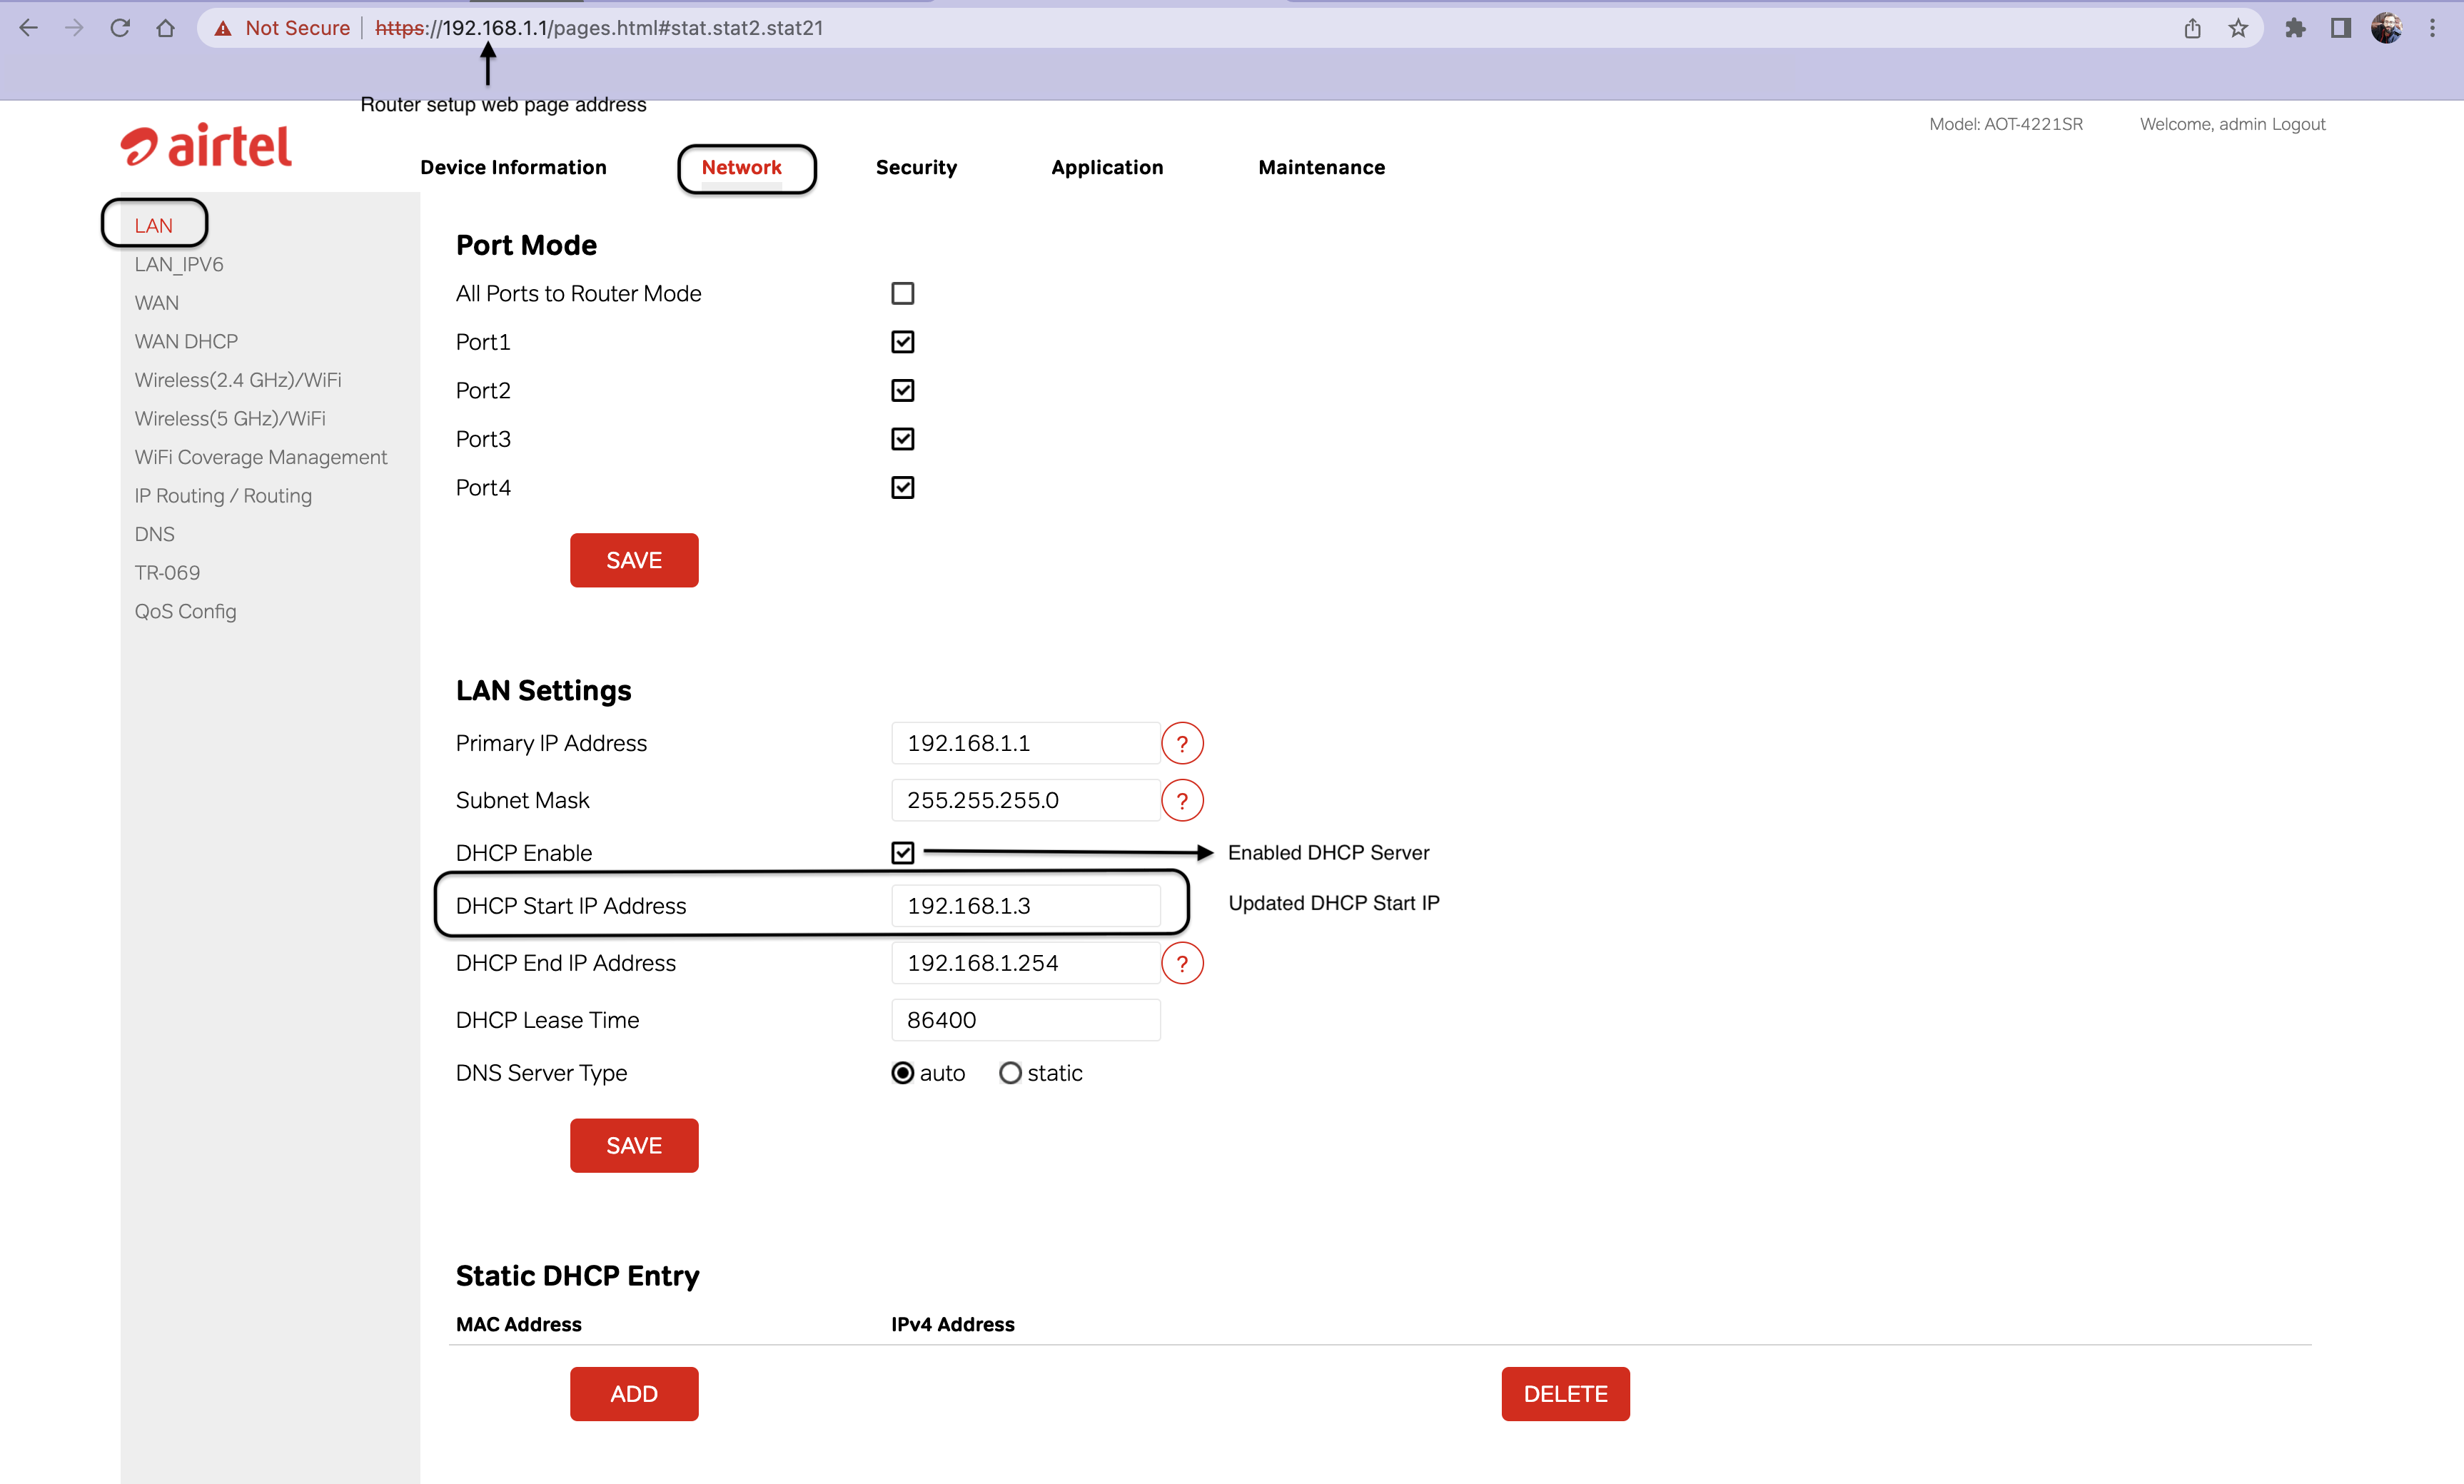 Not Secure https://192.168.1.1/pages.html#stat.stat2.stat21
Router setup web page address
airtel
Model: AOT-4221SR Welcome, admin Logout
Device Information Network Security Application Maintenance
LAN
LAN_IPV6
WAN
WAN DHCP
Wireless(2.4 GHz)/WiFi
Wireless(5 GHz)/WiFi
WiFi Coverage Management
IP Routing / Routing
DNS
TR-069
QoS Config
Port Mode
All Ports to Router Mode
Port1
Port2
Port3
Port4
SAVE
LAN Settings
Primary IP Address 192.168.1.1 ?
Subnet Mask 255.255.255.0 ?
DHCP Enable Enabled DHCP Server
DHCP Start IP Address 192.168.1.3 Updated DHCP Start IP
DHCP End IP Address 192.168.1.254 ?
DHCP Lease Time 86400
DNS Server Type auto static
SAVE
Static DHCP Entry
MAC Address IPv4 Address
ADD DELETE